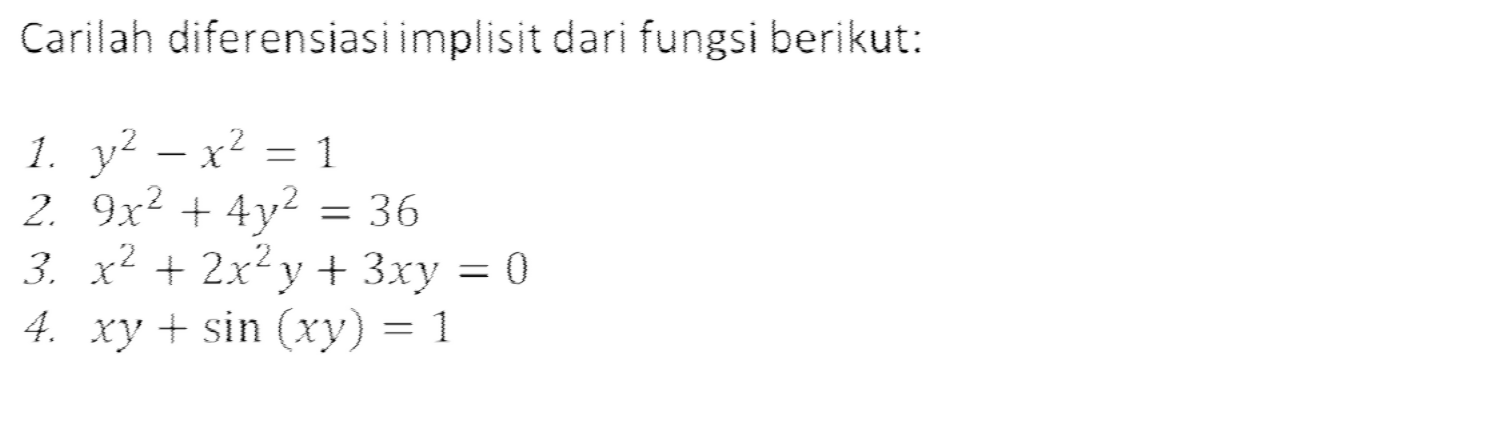 Carilah diferensiasi implisit dari fungsi berikut:
1. y² − x² = 1
2. 9x² + 4y² = 36
3. x² + 2x²y + 3xy = 0
4. xy + sin (xy) = 1